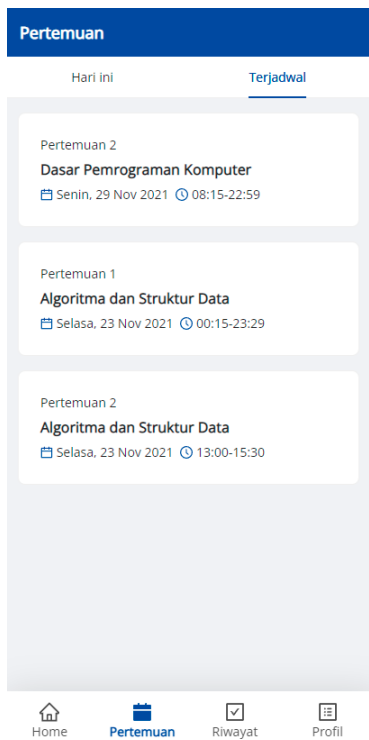 Pertemuan
Hari ini Terjadwal
Pertemuan 2
Dasar Pemrograman Komputer
Senin, 29 Nov 2021 08:15-22:59
Pertemuan 1
Algoritma dan Struktur Data
Selasa, 23 Nov 2021 00:15-23:29
Pertemuan 2
Algoritma dan Struktur Data
Selasa, 23 Nov 2021 13:00-15:30
Home Pertemuan Riwayat Profil